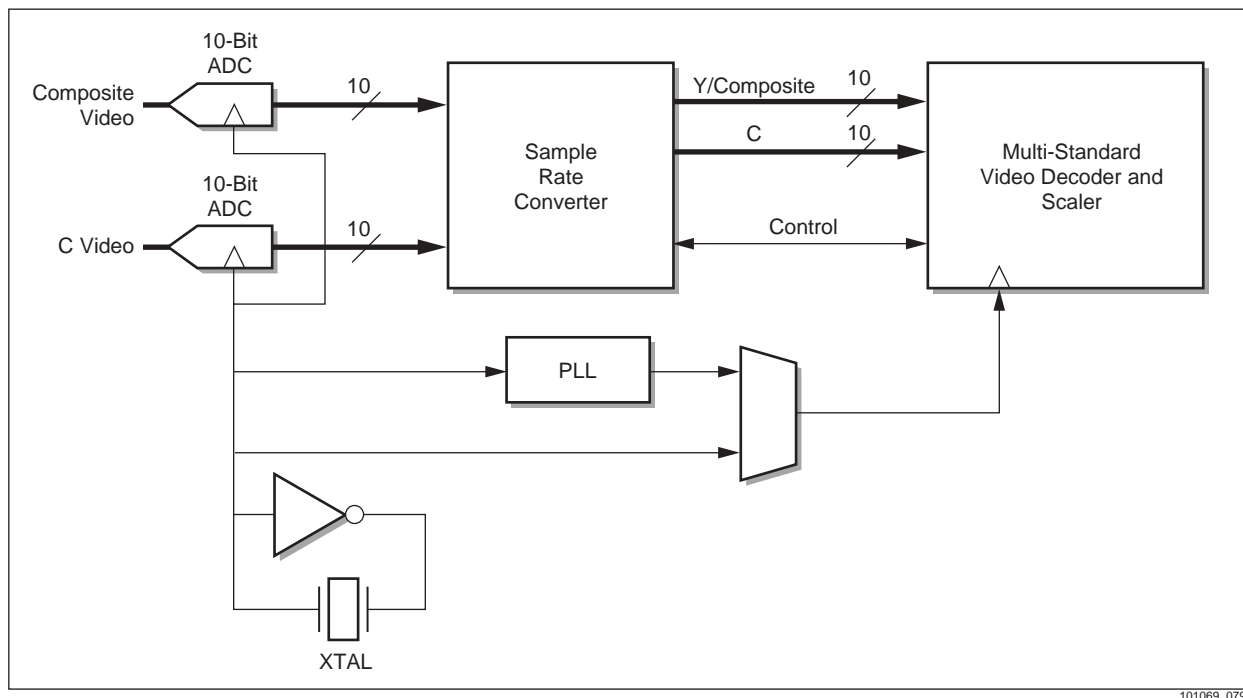 10-Bit
ADC
Composite
Video
10
10-Bit
ADC
C Video
10
Sample
Rate
Converter
Y/Composite
10
C
10
Control
Multi-Standard
Video Decoder and
Scaler
PLL
XTAL
101069_079